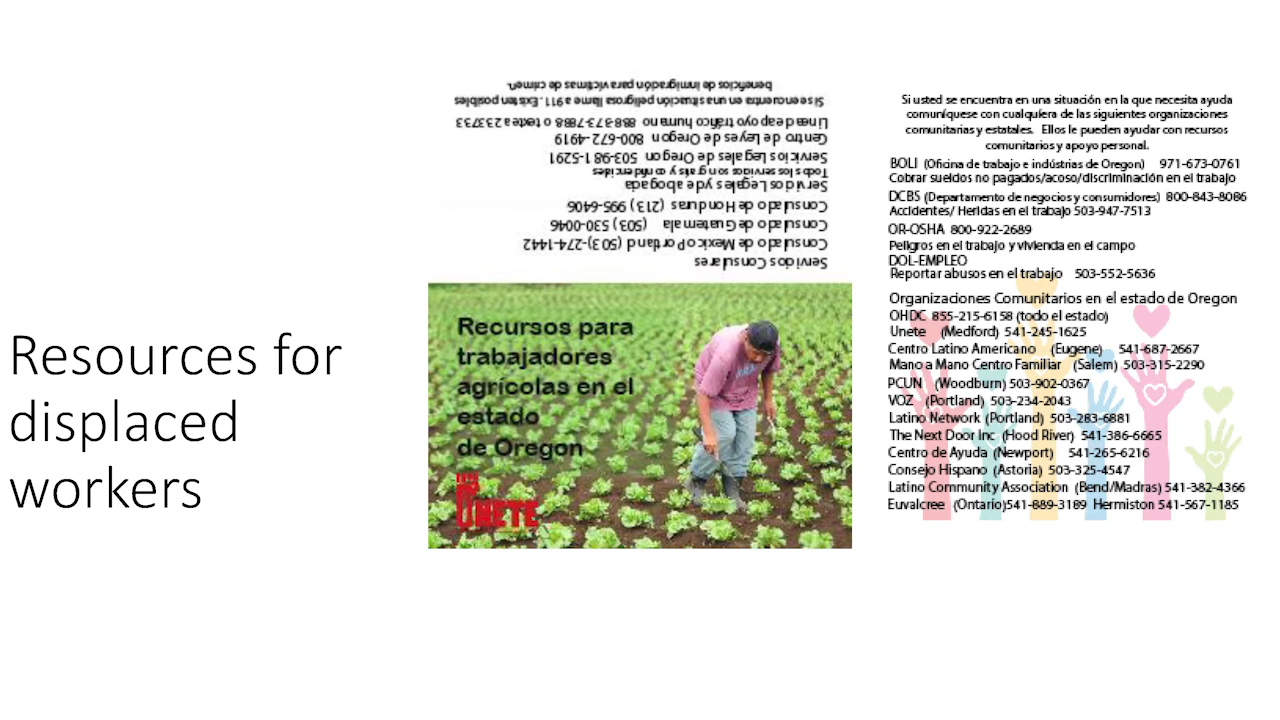 Resources for
displaced
workers
Servicios Consulares
Consulado de Mexico Portland (503)-274-1442
Consulado de Guatemala (503) 530-0046
Consulado de Honduras (213) 995-6406
Servicios Legales y de abogada
Todos los servicios son gratis y confidenciales
Servicios Legales de Oregon 503-981-5291
Centro de Leyes de Oregon 800-672-4919
Línea de apoyo tráfico humano 888-373-7888 o texte a 233733
Si se encuentra en una situación peligrosa llame a 911. Existen posibles
beneficios de inmigración para víctimas de crimen.
Recursos para
trabajadores
agrícolas en el
estado
de Oregon
UNETE
Si usted se encuentra en una situación en la que necesita ayuda
comuníquese con cualquíera de las siguientes organizaciones
comunitarias y estatales. Ellos le pueden ayudar con recursos
comunitarios y apoyo personal.
BOLI (Oficina de trabajo e indústrias de Oregon) 971-673-0761
Cobrar sueldos no pagados/acoso/discriminación en el trabajo
DCBS (Departamento de negocios y consumidores) 800-843-8086
Accidentes/ Heridas en el trabajo 503-947-7513
OR-OSHA 800-922-2689
Peligros en el trabajo y vivienda en el campo
DOL-EMPLEO
Reportar abusos en el trabajo 503-552-5636
Organizaciones Comunitarios en el estado de Oregon
OHDC 855-215-6158 (todo el estado)
Unete (Medford) 541-245-1625
Centro Latino Americano (Eugene) 541-687-2667
Mano a Mano Centro Familiar (Salem) 503-315-2290
PCUN (Woodburn) 503-902-0367
VOZ (Portland) 503-234-2043
Latino Network (Portland) 503-283-6881
The Next Door Inc (Hood River) 541-386-6665
Centro de Ayuda (Newport) 541-265-6216
Consejo Hispano (Astoria) 503-325-4547
Latino Community Association (Bend/Madras) 541-382-4366
Euvalcree (Ontario)541-889-3189 Hermiston 541-567-1185